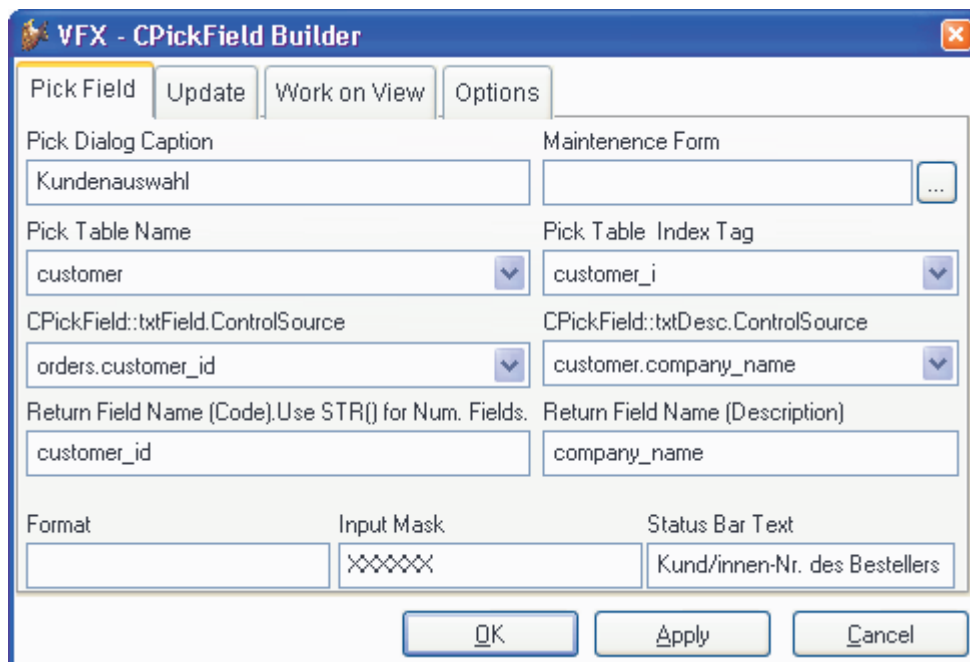 VFX - CPickField Builder
Pick Field Update Work on View Options
Pick Dialog Caption Maintenence Form
Kundenauswahl ...
Pick Table Name Pick Table Index Tag
customer customer_i
CPickField::txtField.ControlSource CPickField::txtDesc.ControlSource
orders.customer_id customer.company_name
Return Field Name (Code).Use STR() for Num. Fields. Return Field Name (Description)
customer_id company_name
Format Input Mask Status Bar Text
XXXXXX Kund/innen-Nr. des Bestellers
OK Apply Cancel